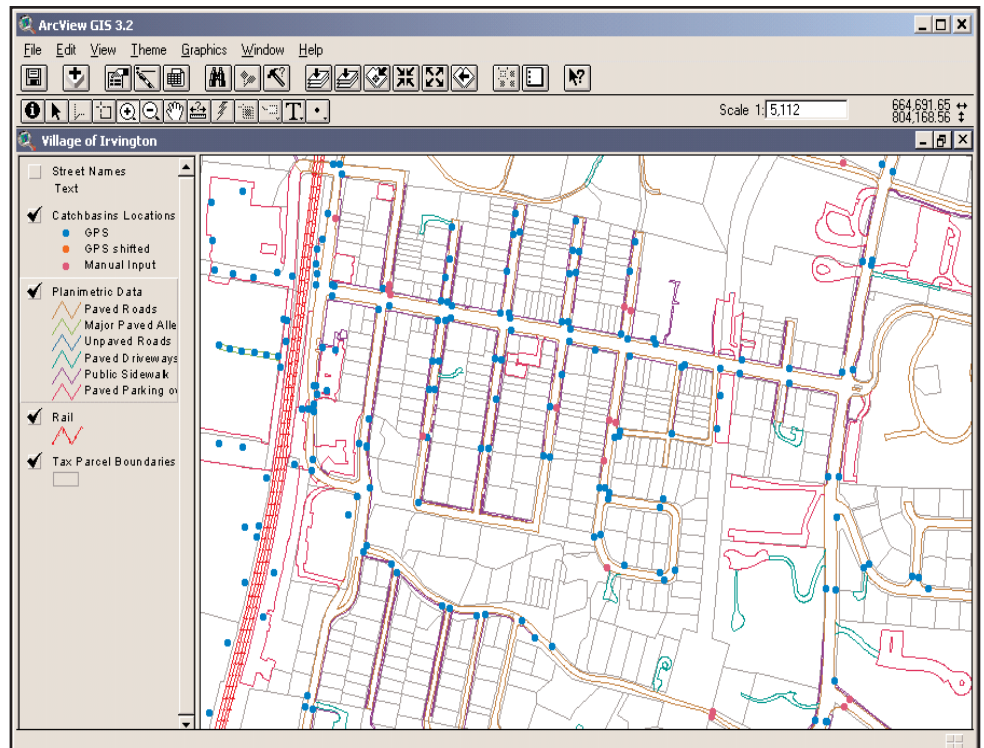 ArcView GIS 3.2
File Edit View Theme Graphics Window Help
Scale 1: 5,112
664,691.65
804,168.56
Village of Irvington
Street Names
Text
Catchbasins Locations
GPS
GPS shifted
Manual Input
Planimetric Data
Paved Roads
Major Paved Alle
Unpaved Roads
Paved Driveways
Public Sidewalk
Paved Parking ov
Rail
Tax Parcel Boundaries